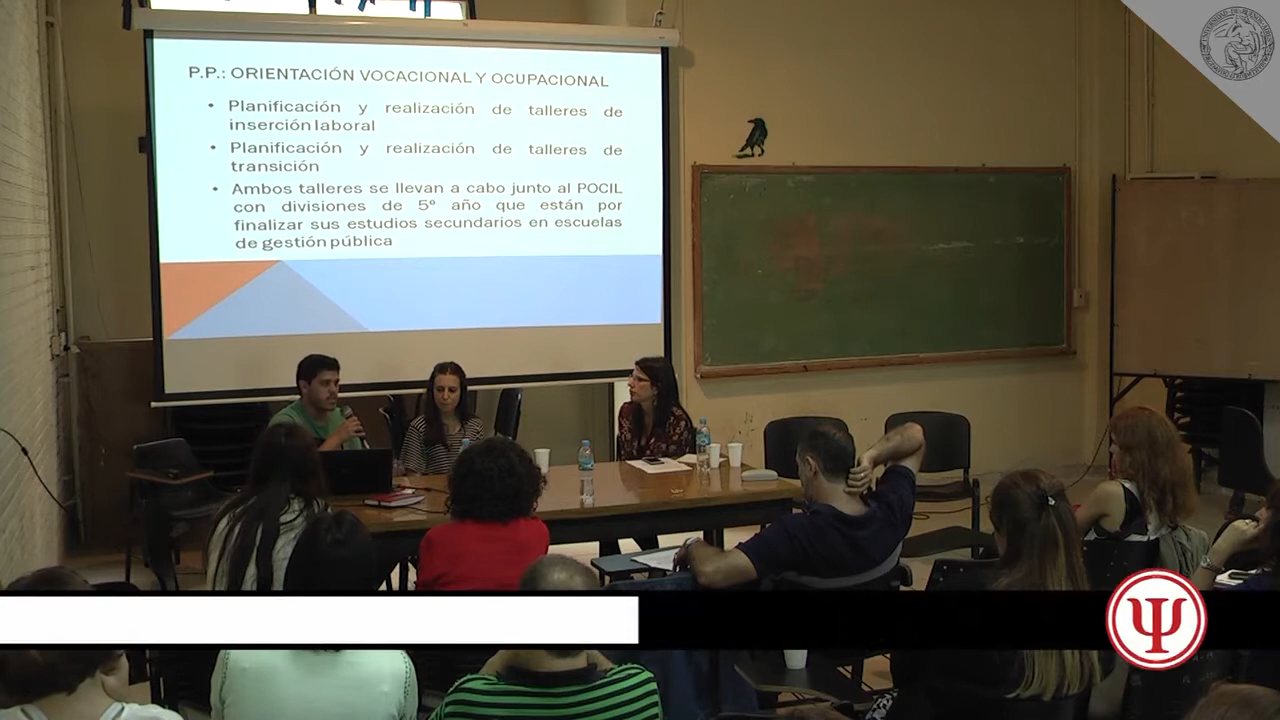 P.P.: ORIENTACIÓN VOCACIONAL Y OCUPACIONAL
• Planificación y realización de talleres de
inserción laboral
• Planificación y realización de talleres de
transición
• Ambos talleres se llevan a cabo junto al POCIL
con divisiones de 5º año que están por
finalizar sus estudios secundarios en escuelas
de gestión pública
Ψ